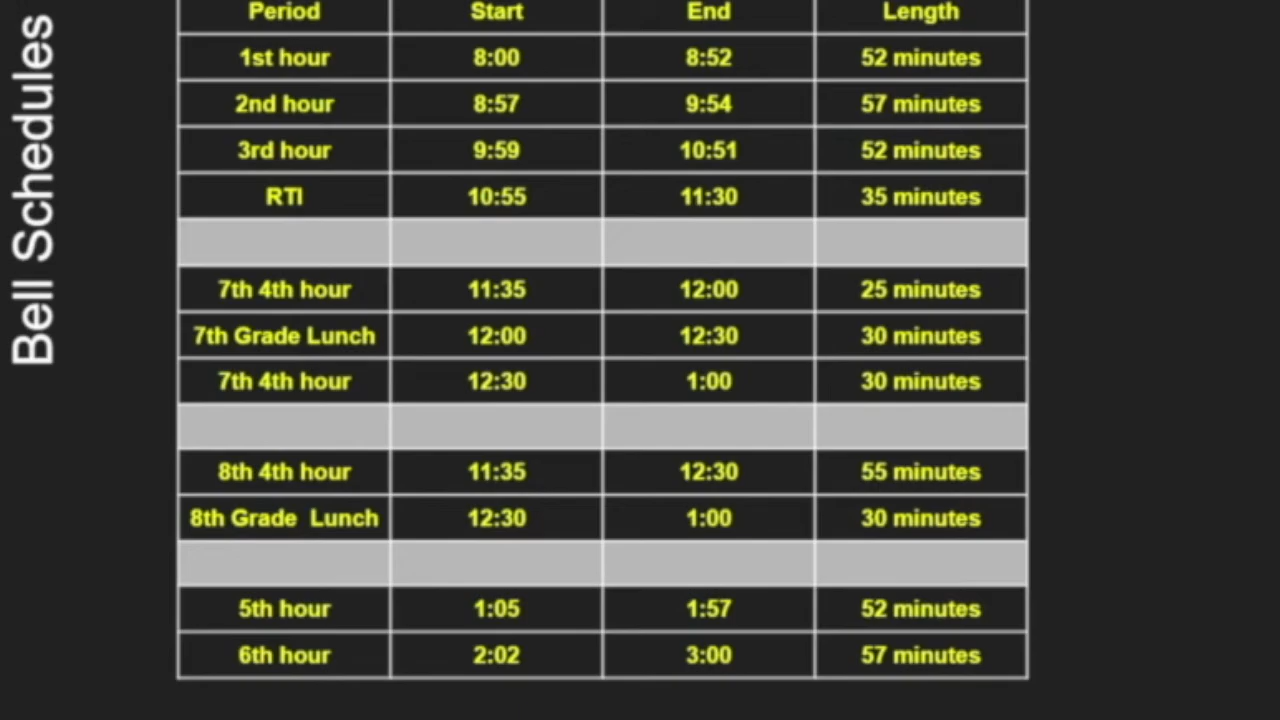 Bell Schedules
Period Start End Length
1st hour 8:00 8:52 52 minutes
2nd hour 8:57 9:54 57 minutes
3rd hour 9:59 10:51 52 minutes
RTI 10:55 11:30 35 minutes
7th 4th hour 11:35 12:00 25 minutes
7th Grade Lunch 12:00 12:30 30 minutes
7th 4th hour 12:30 1:00 30 minutes
8th 4th hour 11:35 12:30 55 minutes
8th Grade Lunch 12:30 1:00 30 minutes
5th hour 1:05 1:57 52 minutes
6th hour 2:02 3:00 57 minutes